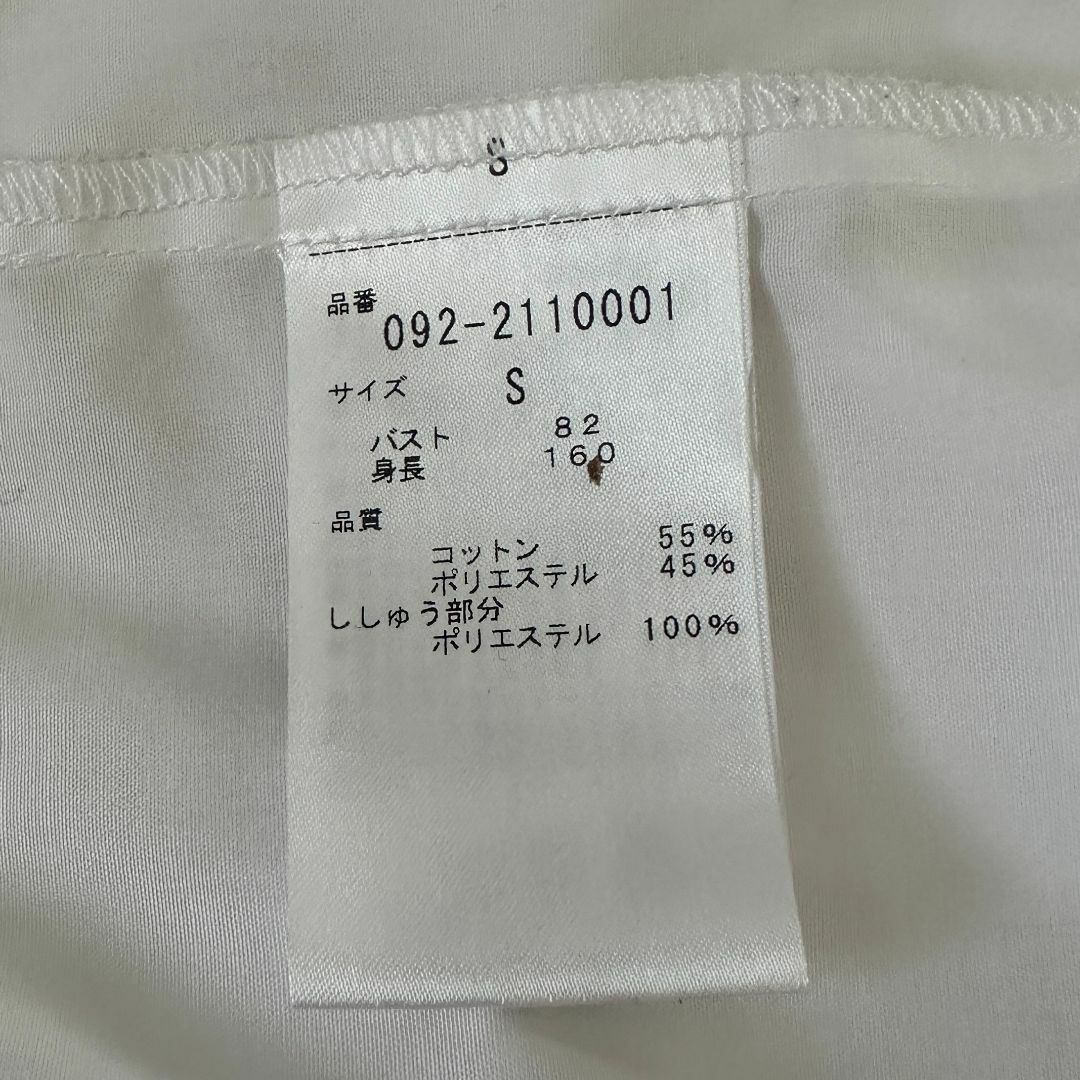 S
品番 092-2110001
サイズ S
バスト 82
身長 160
品質
コットン 55%
ポリエステル 45%
ししゅう部分
ポリエステル 100%